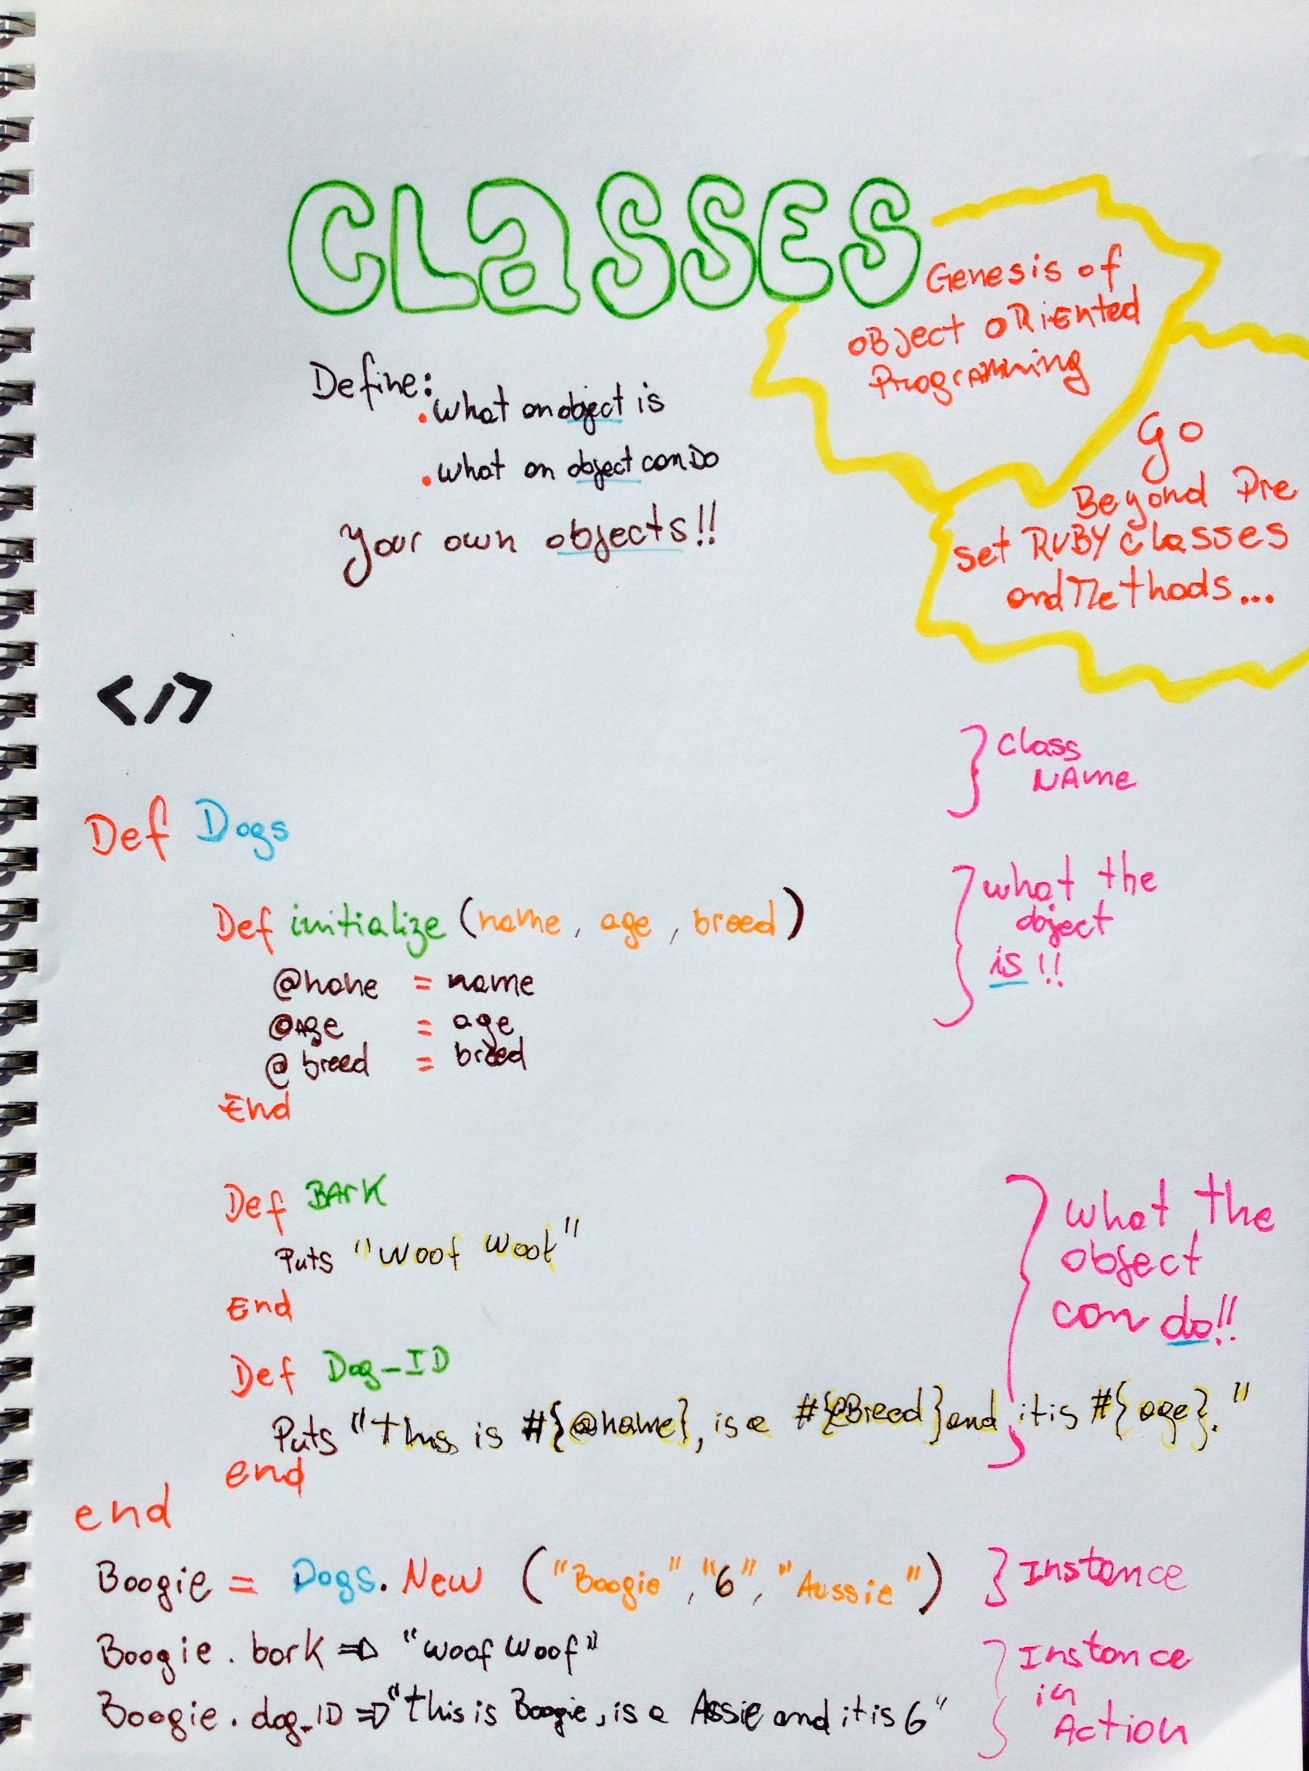 CLaSSES
Genesis of
OBJect ORiEnted
ProgrAMMing
Define:
. what an object is
. what an object can Do
Your own objects!!
Go
Beyond Pre
set RUBY Classes
and Methods...
</>
} Class
NAme
Def Dogs
} what the
object
is!!
Def initialize (name, age, breed)
@name = name
@Age = age
@breed = breed
End
Def BArK
Puts "Woof Woof"
End
} what the
object
can do!!
Def Dog_ID
Puts "This is #{@name}, is a #{@Breed} and it is #{age}."
end
end
Boogie = Dogs.New ("Boogie", "6", "Aussie") } Instance
Boogie.bark => "Woof Woof"
Boogie.dog_ID => "this is Boogie, is a Assie and it is 6"
} Instance
in
Action